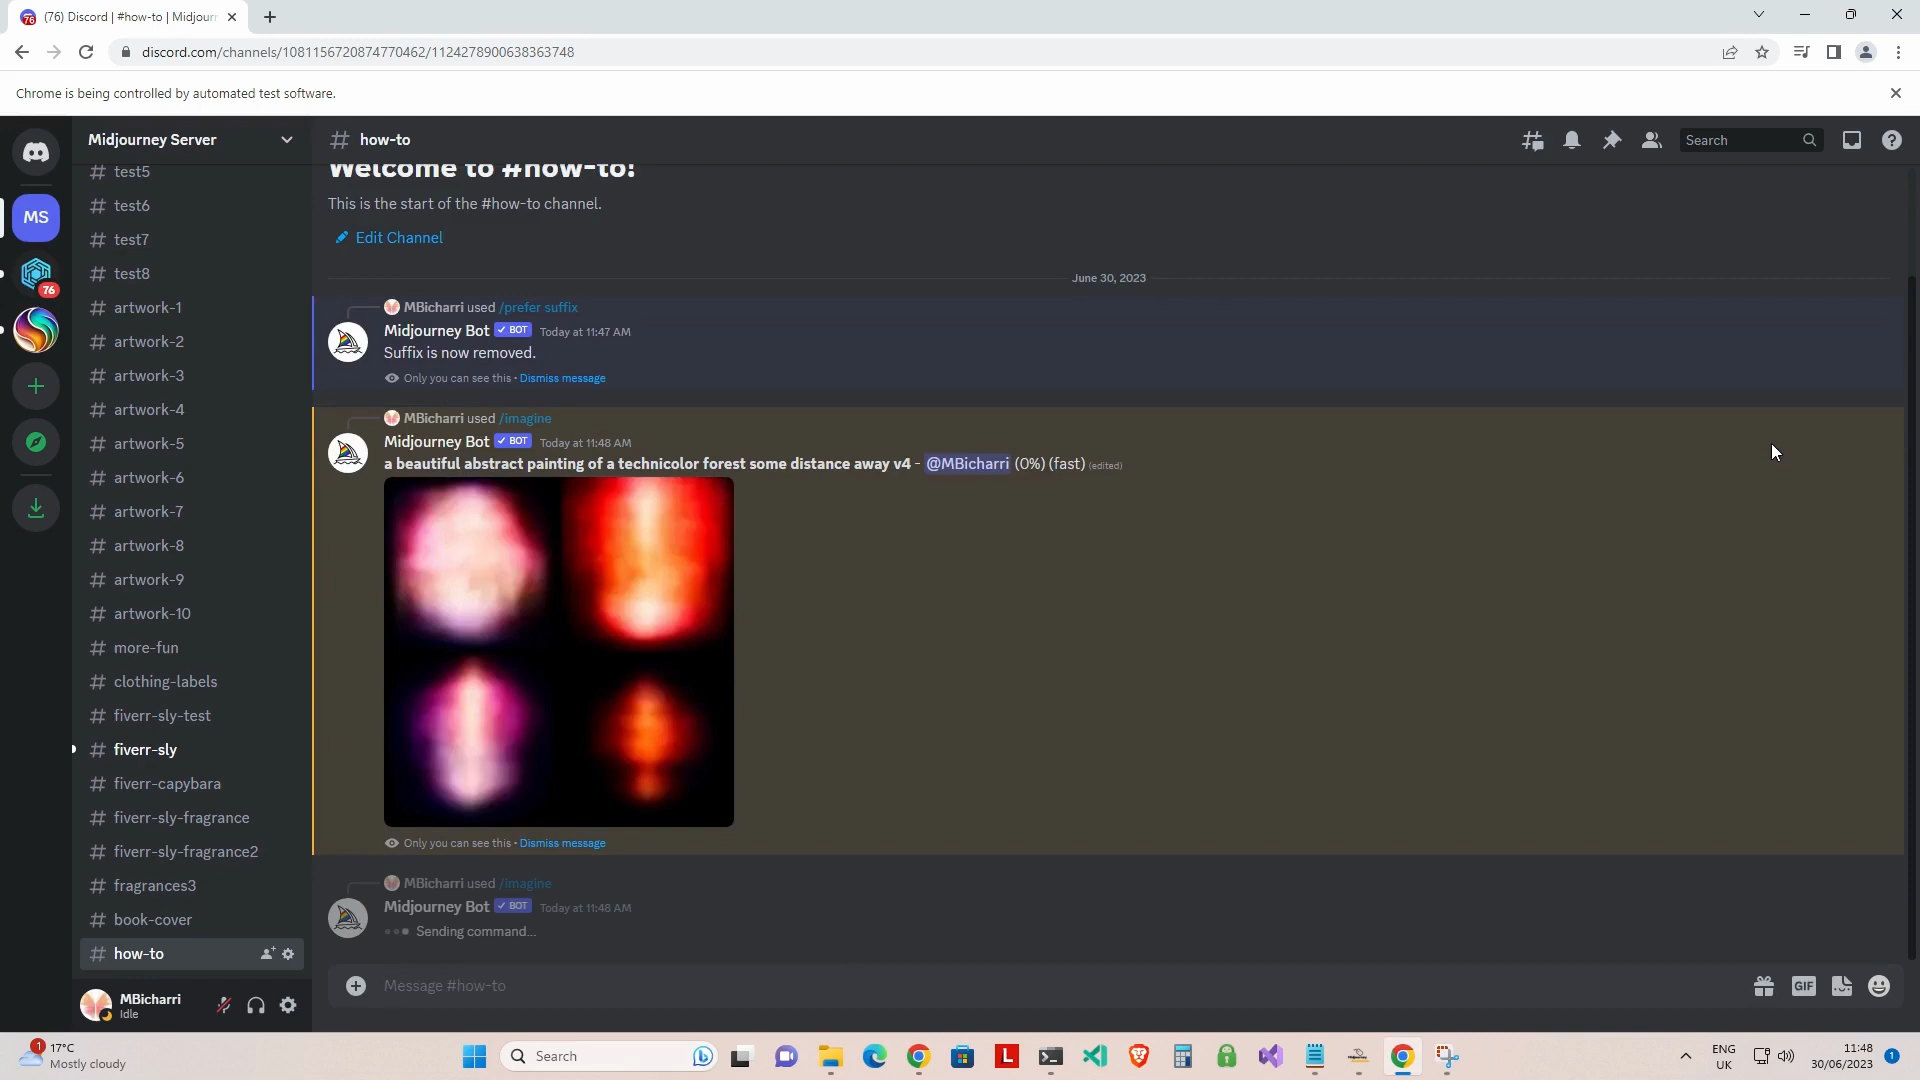 (76) Discord | #how-to | Midjourn
discord.com/channels/1081156720874770462/1124278900638363748
Chrome is being controlled by automated test software.
Midjourney Server
# how-to
Search
test5
test6
test7
test8
artwork-1
artwork-2
artwork-3
artwork-4
artwork-5
artwork-6
artwork-7
artwork-8
artwork-9
artwork-10
more-fun
clothing-labels
fiverr-sly-test
fiverr-sly
fiverr-capybara
fiverr-sly-fragrance
fiverr-sly-fragrance2
fragrances3
book-cover
how-to
MS
76
MBicharri
Idle
Welcome to #how-to!
This is the start of the #how-to channel.
Edit Channel
June 30, 2023
MBicharri used /prefer suffix
Midjourney Bot ✓ BOT Today at 11:47 AM
Suffix is now removed.
Only you can see this • Dismiss message
MBicharri used /imagine
Midjourney Bot ✓ BOT Today at 11:48 AM
a beautiful abstract painting of a technicolor forest some distance away v4 - @MBicharri (0%) (fast) (edited)
Only you can see this • Dismiss message
MBicharri used /imagine
Midjourney Bot ✓ BOT Today at 11:48 AM
Sending command...
Message #how-to
GIF
1
17°C
Mostly cloudy
Search
L
ENG
UK
11:48
30/06/2023
1